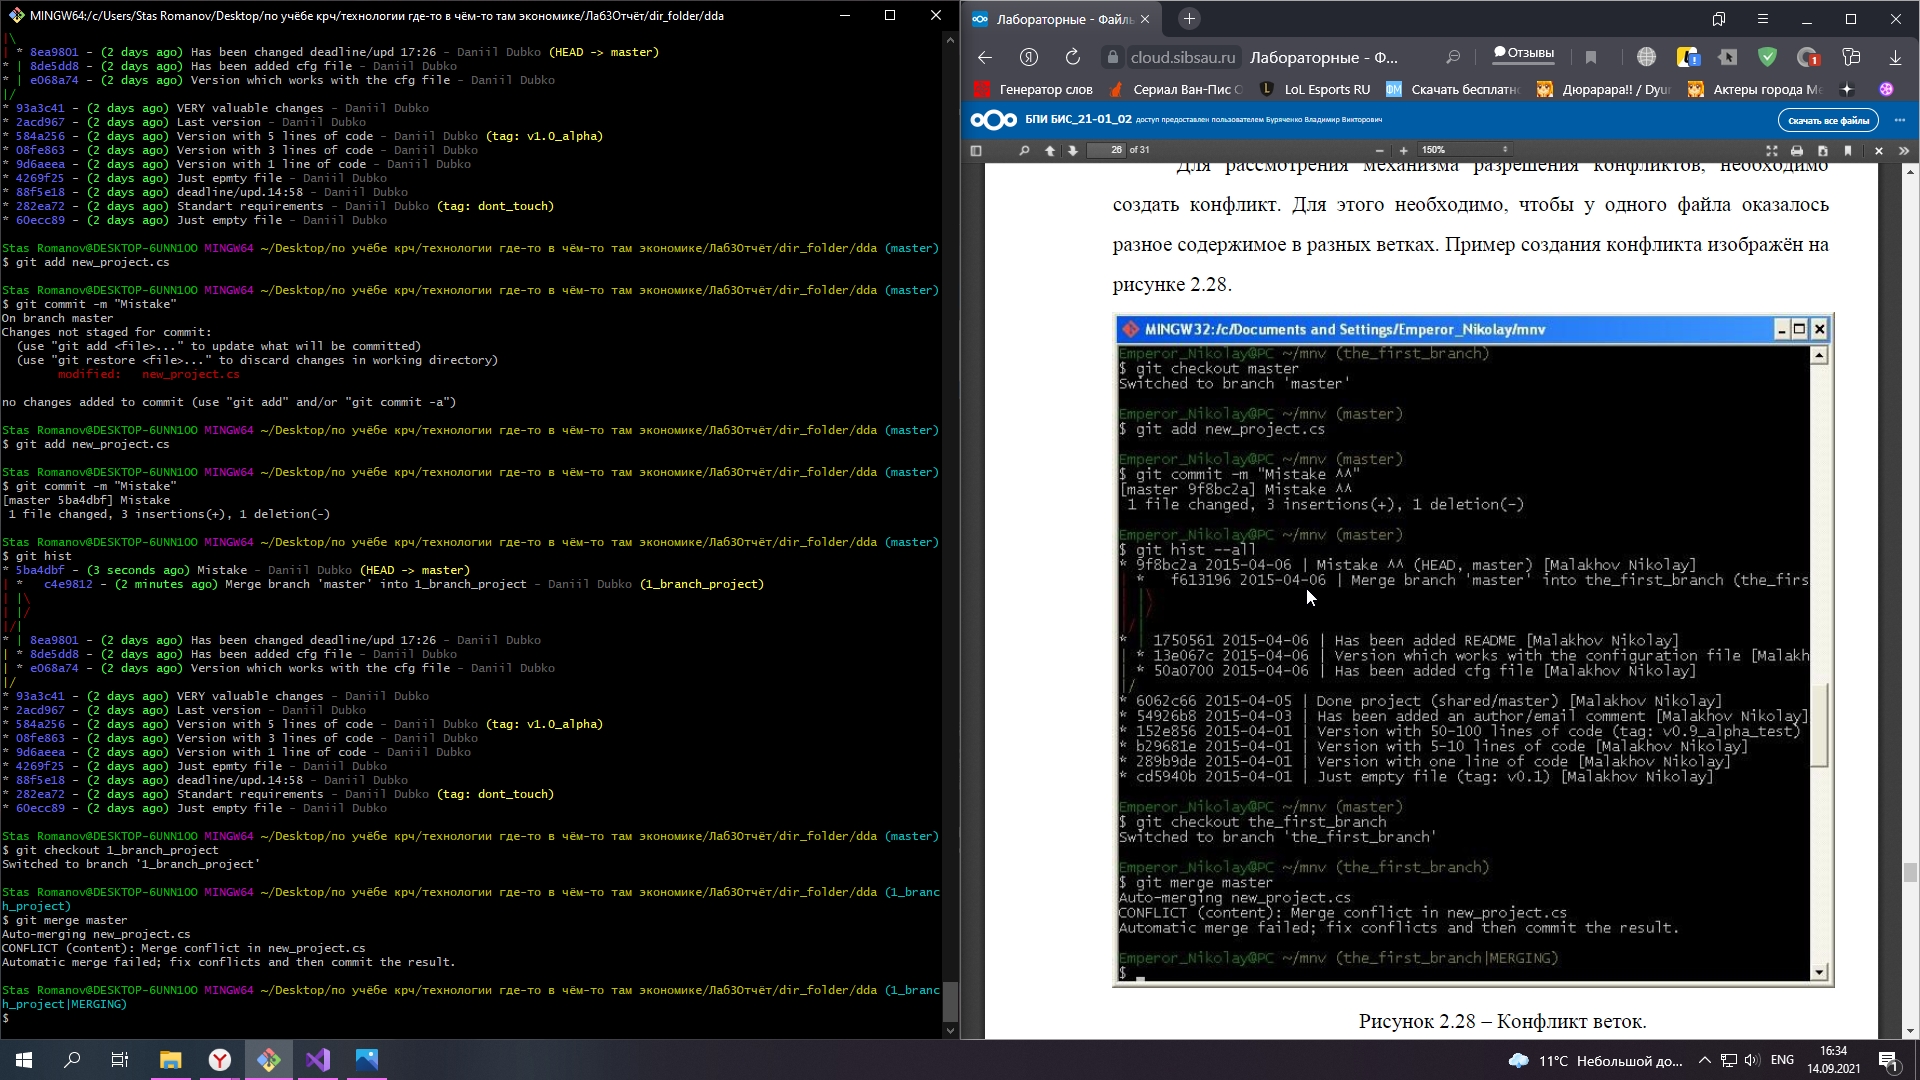 MINGW64:/c/Users/Stas Romanov/Desktop/по учёбе крч/технологии где-то в чём-то там экономике/Лаб3Отчёт/dir_folder/dda
|\
| * 8ea9801 - (2 days ago) Has been changed deadline/upd 17:26 - Daniil Dubko (HEAD -> master)
* | 8de5dd8 - (2 days ago) Has been added cfg file - Daniil Dubko
* | e068a74 - (2 days ago) Version which works with the cfg file - Daniil Dubko
|/
* 93a3c41 - (2 days ago) VERY valuable changes - Daniil Dubko
* 2acd967 - (2 days ago) Last version - Daniil Dubko
* 584a256 - (2 days ago) Version with 5 lines of code - Daniil Dubko (tag: v1.0_alpha)
* 08fe863 - (2 days ago) Version with 3 lines of code - Daniil Dubko
* 9d6aeea - (2 days ago) Version with 1 line of code - Daniil Dubko
* 4269f25 - (2 days ago) Just epmty file - Daniil Dubko
* 88f5e18 - (2 days ago) deadline/upd.14:58 - Daniil Dubko
* 282ea72 - (2 days ago) Standart requirements - Daniil Dubko (tag: dont_touch)
* 60ecc89 - (2 days ago) Just empty file - Daniil Dubko
Stas Romanov@DESKTOP-6UNN1OO MINGW64 ~/Desktop/по учёбе крч/технологии где-то в чём-то там экономике/Лаб3Отчёт/dir_folder/dda (master)
$ git add new_project.cs
Stas Romanov@DESKTOP-6UNN1OO MINGW64 ~/Desktop/по учёбе крч/технологии где-то в чём-то там экономике/Лаб3Отчёт/dir_folder/dda (master)
$ git commit -m "Mistake"
On branch master
Changes not staged for commit:
(use "git add <file>..." to update what will be committed)
(use "git restore <file>..." to discard changes in working directory)
modified: new_project.cs
no changes added to commit (use "git add" and/or "git commit -a")
Stas Romanov@DESKTOP-6UNN1OO MINGW64 ~/Desktop/по учёбе крч/технологии где-то в чём-то там экономике/Лаб3Отчёт/dir_folder/dda (master)
$ git add new_project.cs
Stas Romanov@DESKTOP-6UNN1OO MINGW64 ~/Desktop/по учёбе крч/технологии где-то в чём-то там экономике/Лаб3Отчёт/dir_folder/dda (master)
$ git commit -m "Mistake"
[master 5ba4dbf] Mistake
1 file changed, 3 insertions(+), 1 deletion(-)
Stas Romanov@DESKTOP-6UNN1OO MINGW64 ~/Desktop/по учёбе крч/технологии где-то в чём-то там экономике/Лаб3Отчёт/dir_folder/dda (master)
$ git hist
* 5ba4dbf - (3 seconds ago) Mistake - Daniil Dubko (HEAD -> master)
| * c4e9812 - (2 minutes ago) Merge branch 'master' into 1_branch_project - Daniil Dubko (1_branch_project)
| |\
| |/
|/|
* | 8ea9801 - (2 days ago) Has been changed deadline/upd 17:26 - Daniil Dubko
| * 8de5dd8 - (2 days ago) Has been added cfg file - Daniil Dubko
| * e068a74 - (2 days ago) Version which works with the cfg file - Daniil Dubko
|/
* 93a3c41 - (2 days ago) VERY valuable changes - Daniil Dubko
* 2acd967 - (2 days ago) Last version - Daniil Dubko
* 584a256 - (2 days ago) Version with 5 lines of code - Daniil Dubko (tag: v1.0_alpha)
* 08fe863 - (2 days ago) Version with 3 lines of code - Daniil Dubko
* 9d6aeea - (2 days ago) Version with 1 line of code - Daniil Dubko
* 4269f25 - (2 days ago) Just epmty file - Daniil Dubko
* 88f5e18 - (2 days ago) deadline/upd.14:58 - Daniil Dubko
* 282ea72 - (2 days ago) Standart requirements - Daniil Dubko (tag: dont_touch)
* 60ecc89 - (2 days ago) Just empty file - Daniil Dubko
Stas Romanov@DESKTOP-6UNN1OO MINGW64 ~/Desktop/по учёбе крч/технологии где-то в чём-то там экономике/Лаб3Отчёт/dir_folder/dda (master)
$ git checkout 1_branch_project
Switched to branch '1_branch_project'
Stas Romanov@DESKTOP-6UNN1OO MINGW64 ~/Desktop/по учёбе крч/технологии где-то в чём-то там экономике/Лаб3Отчёт/dir_folder/dda (1_branc
h_project)
$ git merge master
Auto-merging new_project.cs
CONFLICT (content): Merge conflict in new_project.cs
Automatic merge failed; fix conflicts and then commit the result.
Stas Romanov@DESKTOP-6UNN1OO MINGW64 ~/Desktop/по учёбе крч/технологии где-то в чём-то там экономике/Лаб3Отчёт/dir_folder/dda (1_branc
h_project|MERGING)
$
Лабораторные - Файль
cloud.sibsau.ru Лабораторные - Ф... Отзывы
Генератор слов Сериал Ван-Пис С LoL Esports RU Скачать бесплатн Дюрарара!! / Dyur Актеры города Ме
БПИ БИС_21-01_02 доступ предоставлен пользователем Буряченко Владимир Викторович Скачать все файлы
26 of 31 150%
Для рассмотрения механизма разрешения конфликтов, необходимо
создать конфликт. Для этого необходимо, чтобы у одного файла оказалось
разное содержимое в разных ветках. Пример создания конфликта изображён на
рисунке 2.28.
MINGW32:/c/Documents and Settings/Emperor_Nikolay/mnv
Emperor_Nikolay@PC ~/mnv (the_first_branch)
$ git checkout master
Switched to branch 'master'
Emperor_Nikolay@PC ~/mnv (master)
$ git add new_project.cs
Emperor_Nikolay@PC ~/mnv (master)
$ git commit -m "Mistake ^^"
[master 9f8bc2a] Mistake ^^
1 file changed, 3 insertions(+), 1 deletion(-)
Emperor_Nikolay@PC ~/mnv (master)
$ git hist --all
* 9f8bc2a 2015-04-06 | Mistake ^^ (HEAD, master) [Malakhov Nikolay]
| * f613196 2015-04-06 | Merge branch 'master' into the_first_branch (the_firs
| |\
| |/
|/|
* | 1750561 2015-04-06 | Has been added README [Malakhov Nikolay]
| * 13e067c 2015-04-06 | Version which works with the configuration file [Malakh
| * 50a0700 2015-04-06 | Has been added cfg file [Malakhov Nikolay]
|/
* 6062c66 2015-04-05 | Done project (shared/master) [Malakhov Nikolay]
* 54926b8 2015-04-03 | Has been added an author/email comment [Malakhov Nikolay]
* 152e856 2015-04-01 | Version with 50-100 lines of code (tag: v0.9_alpha_test)
* b29681e 2015-04-01 | Version with 5-10 lines of code [Malakhov Nikolay]
* 289b9de 2015-04-01 | Version with one line of code [Malakhov Nikolay]
* cd5940b 2015-04-01 | Just empty file (tag: v0.1) [Malakhov Nikolay]
Emperor_Nikolay@PC ~/mnv (master)
$ git checkout the_first_branch
Switched to branch 'the_first_branch'
Emperor_Nikolay@PC ~/mnv (the_first_branch)
$ git merge master
Auto-merging new_project.cs
CONFLICT (content): Merge conflict in new_project.cs
Automatic merge failed; fix conflicts and then commit the result.
Emperor_Nikolay@PC ~/mnv (the_first_branch|MERGING)
$
Рисунок 2.28 – Конфликт веток.
11°C Небольшой до... ENG 16:34
14.09.2021